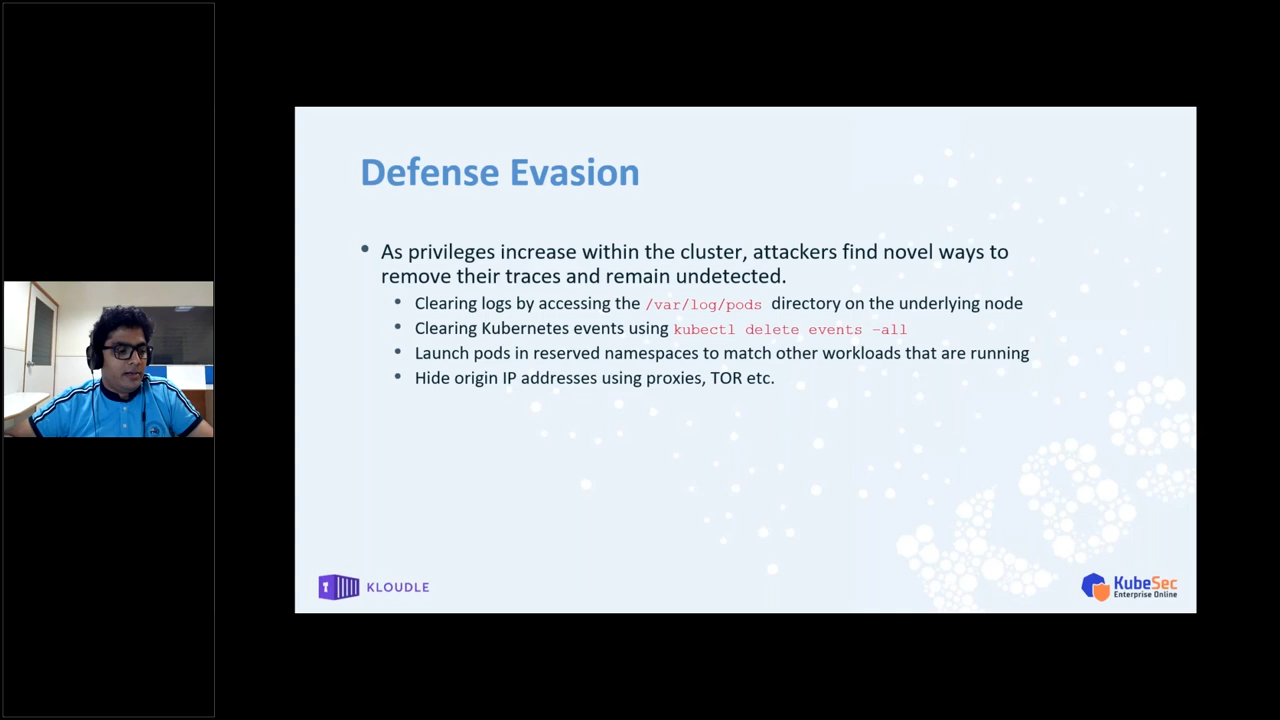 Defense Evasion
• As privileges increase within the cluster, attackers find novel ways to
remove their traces and remain undetected.
• Clearing logs by accessing the /var/log/pods directory on the underlying node
• Clearing Kubernetes events using kubectl delete events –all
• Launch pods in reserved namespaces to match other workloads that are running
• Hide origin IP addresses using proxies, TOR etc.
KLOUDLE
KubeSec
Enterprise Online